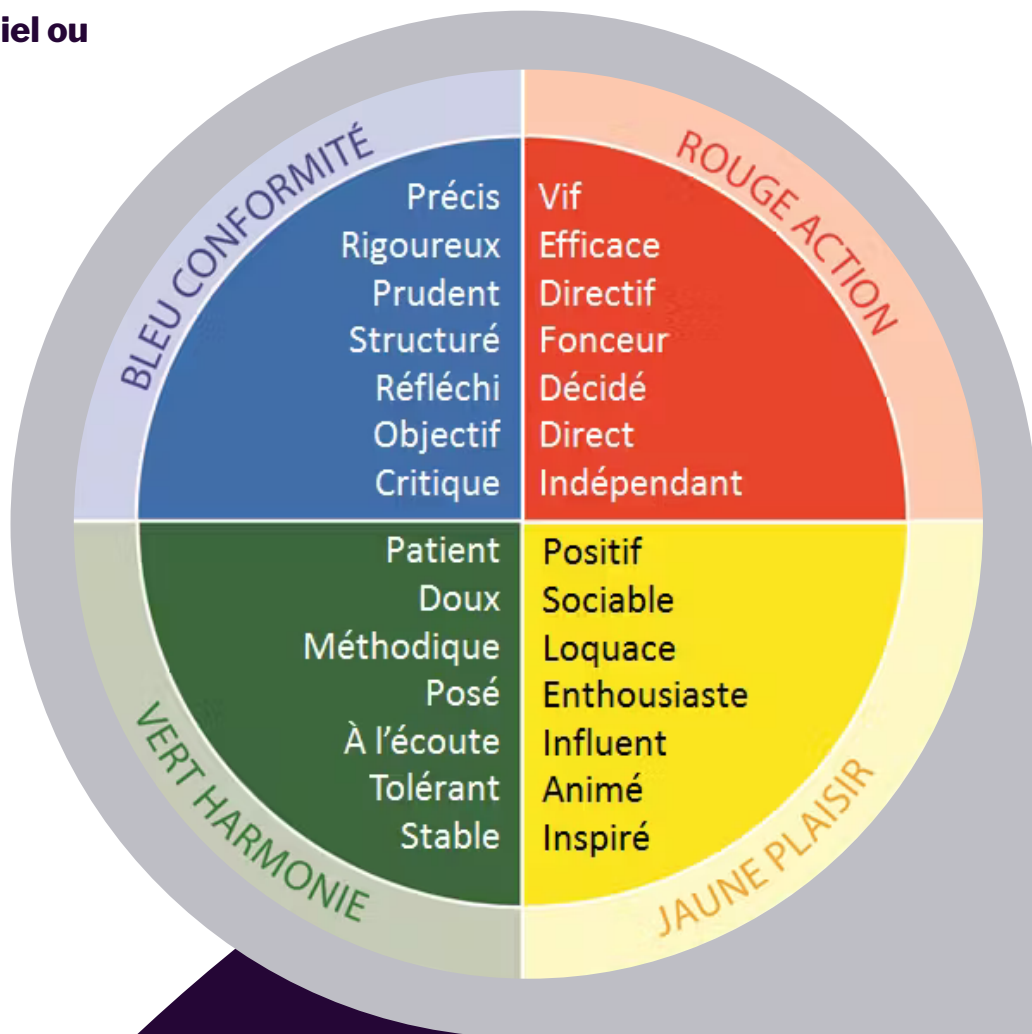 iel ou
BLEU CONFORMITÉ
Précis
Rigoureux
Prudent
Structuré
Réfléchi
Objectif
Critique
ROUGE ACTION
Vif
Efficace
Directif
Fonceur
Décidé
Direct
Indépendant
VERT HARMONIE
Patient
Doux
Méthodique
Posé
À l'écoute
Tolérant
Stable
JAUNE PLAISIR
Positif
Sociable
Loquace
Enthousiaste
Influent
Animé
Inspiré